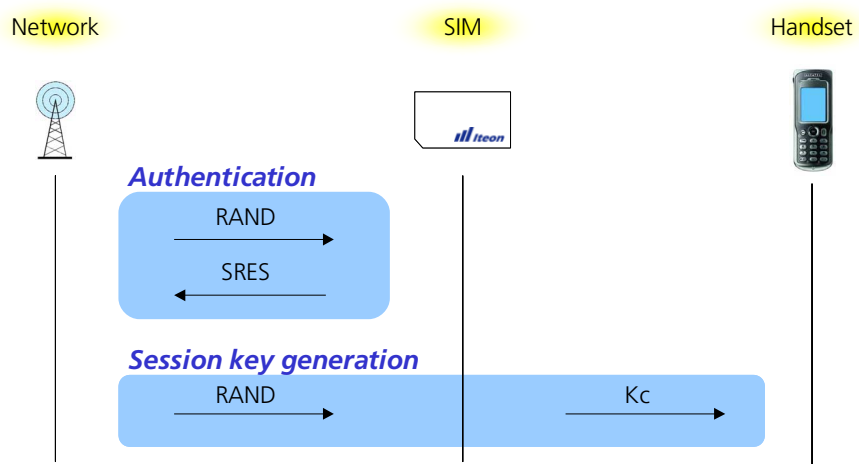 Network
SIM
Handset
Iteon
Authentication
RAND
SRES
Session key generation
RAND
Kc